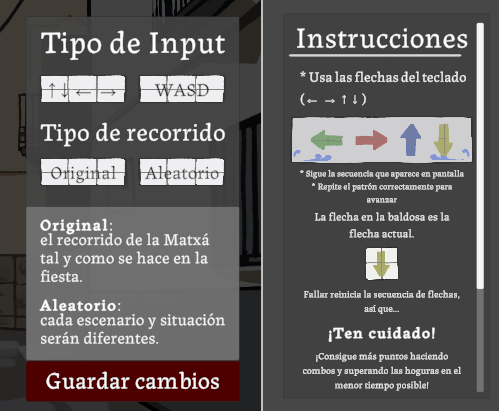 Tipo de Input
↑↓←→ WASD
Tipo de recorrido
Original Aleatorio
Original:
el recorrido de la Matxá
tal y como se hace en la
fiesta.
Aleatorio:
cada escenario y situación
serán diferentes.
Guardar cambios
Instrucciones
* Usa las flechas del teclado
(← → ↑↓)
* Sigue la secuencia que aparece en pantalla
* Repite el patrón correctamente para
avanzar
La flecha en la baldosa es la
flecha actual.
Fallar reinicia la secuencia de flechas,
así que...
¡Ten cuidado!
¡Consigue más puntos haciendo
combos y superando las hoguras en el
menor tiempo posible!